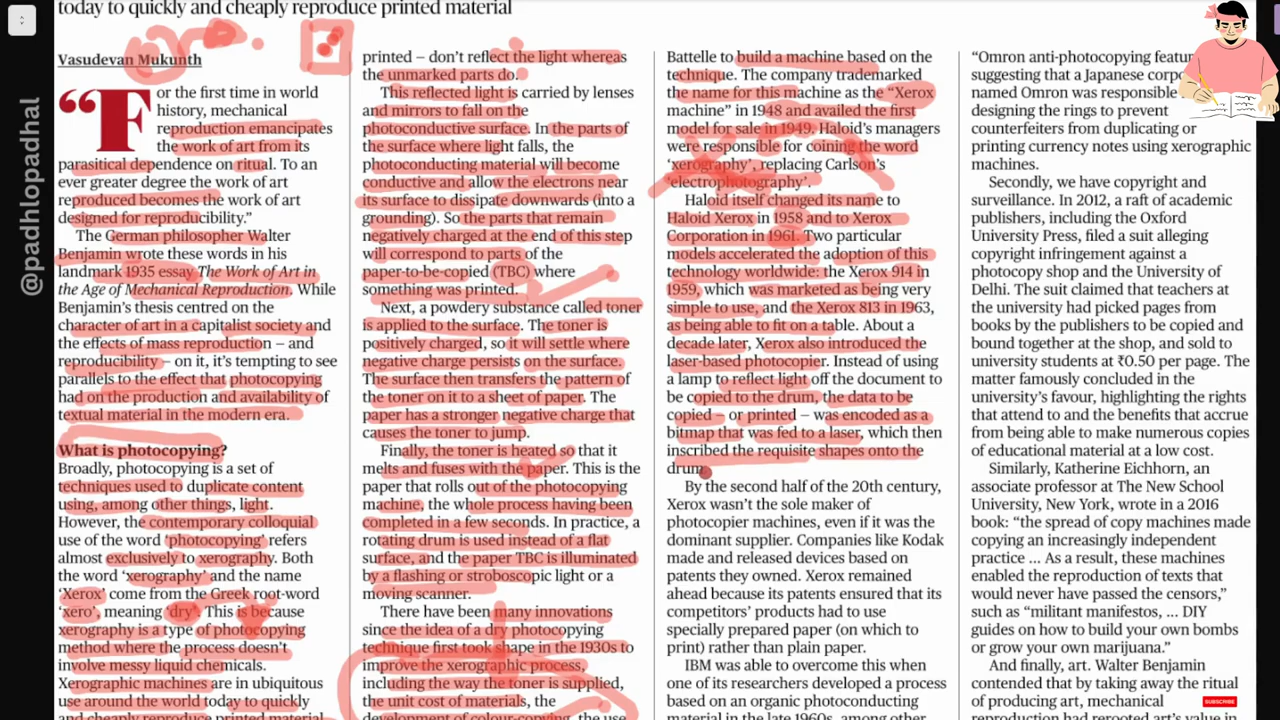 today to quickly and cheaply reproduce printed material
@padhlopadhal
Vasudevan Mukunth
“F
or the first time in world
history, mechanical
reproduction emancipates
the work of art from its
parasitical dependence on ritual. To an
ever greater degree the work of art
reproduced becomes the work of art
designed for reproducibility.”
The German philosopher Walter
Benjamin wrote these words in his
landmark 1935 essay The Work of Art in
the Age of Mechanical Reproduction. While
Benjamin’s thesis centred on the
character of art in a capitalist society and
the effects of mass reproduction – and
reproducibility – on it, it’s tempting to see
parallels to the effect that photocopying
had on the production and availability of
textual material in the modern era.
What is photocopying?
Broadly, photocopying is a set of
techniques used to duplicate content
using, among other things, light.
However, the contemporary colloquial
use of the word ‘photocopying’ refers
almost exclusively to xerography. Both
the word ‘xerography’ and the name
‘Xerox’ come from the Greek root-word
‘xero’, meaning ‘dry’. This is because
xerography is a type of photocopying
method where the process doesn’t
involve messy liquid chemicals.
Xerographic machines are in ubiquitous
use around the world today to quickly
and cheaply reproduce printed material
printed – don’t reflect the light whereas
the unmarked parts do.
This reflected light is carried by lenses
and mirrors to fall on the
photoconductive surface. In the parts of
the surface where light falls, the
photoconducting material will become
conductive and allow the electrons near
its surface to dissipate downwards (into a
grounding). So the parts that remain
negatively charged at the end of this step
will correspond to parts of the
paper-to-be-copied (TBC) where
something was printed.
Next, a powdery substance called toner
is applied to the surface. The toner is
positively charged, so it will settle where
negative charge persists on the surface.
The surface then transfers the pattern of
the toner on it to a sheet of paper. The
paper has a stronger negative charge that
causes the toner to jump.
Finally, the toner is heated so that it
melts and fuses with the paper. This is the
paper that rolls out of the photocopying
machine, the whole process having been
completed in a few seconds. In practice, a
rotating drum is used instead of a flat
surface, and the paper TBC is illuminated
by a flashing or stroboscopic light or a
moving scanner.
There have been many innovations
since the idea of a dry photocopying
technique first took shape in the 1930s to
improve the xerographic process,
including the way the toner is supplied,
the unit cost of materials, the
development of colour-copying, the use
Battelle to build a machine based on the
technique. The company trademarked
the name for this machine as the “Xerox
machine” in 1948 and availed the first
model for sale in 1949. Haloid’s managers
were responsible for coining the word
‘xerography’, replacing Carlson’s
‘electrophotography’.
Haloid itself changed its name to
Haloid Xerox in 1958 and to Xerox
Corporation in 1961. Two particular
models accelerated the adoption of this
technology worldwide: the Xerox 914 in
1959, which was marketed as being very
simple to use, and the Xerox 813 in 1963,
as being able to fit on a table. About a
decade later, Xerox also introduced the
laser-based photocopier. Instead of using
a lamp to reflect light off the document to
be copied to the drum, the data to be
copied – or printed – was encoded as a
bitmap that was fed to a laser, which then
inscribed the requisite shapes onto the
drum.
By the second half of the 20th century,
Xerox wasn’t the sole maker of
photocopier machines, even if it was the
dominant supplier. Companies like Kodak
made and released devices based on
patents they owned. Xerox remained
ahead because its patents ensured that its
competitors’ products had to use
specially prepared paper (on which to
print) rather than plain paper.
IBM was able to overcome this when
one of its researchers developed a process
based on an organic photoconducting
material in the late 1960s, among other
“Omron anti-photocopying
suggesting that a Japanese
named Omron was responsible
designing the rings to prevent
counterfeiters from duplicating or
printing currency notes using xerographic
machines.
Secondly, we have copyright and
surveillance. In 2012, a raft of academic
publishers, including the Oxford
University Press, filed a suit alleging
copyright infringement against a
photocopy shop and the University of
Delhi. The suit claimed that teachers at
the university had picked pages from
books by the publishers to be copied and
bound together at the shop, and sold to
university students at ₹0.50 per page. The
matter famously concluded in the
university’s favour, highlighting the rights
that attend to and the benefits that accrue
from being able to make numerous copies
of educational material at a low cost.
Similarly, Katherine Eichhorn, an
associate professor at The New School
University, New York, wrote in a 2016
book: “the spread of copy machines made
copying an increasingly independent
practice ... As a result, these machines
enabled the reproduction of texts that
would never have passed the censors,”
such as “militant manifestos, ... DIY
guides on how to build your own bombs
or grow your own marijuana.”
And finally, art. Walter Benjamin
contended that by taking away the ritual
of producing art, mechanical
reproduction had reported art’s value in
SUBSCRIBE